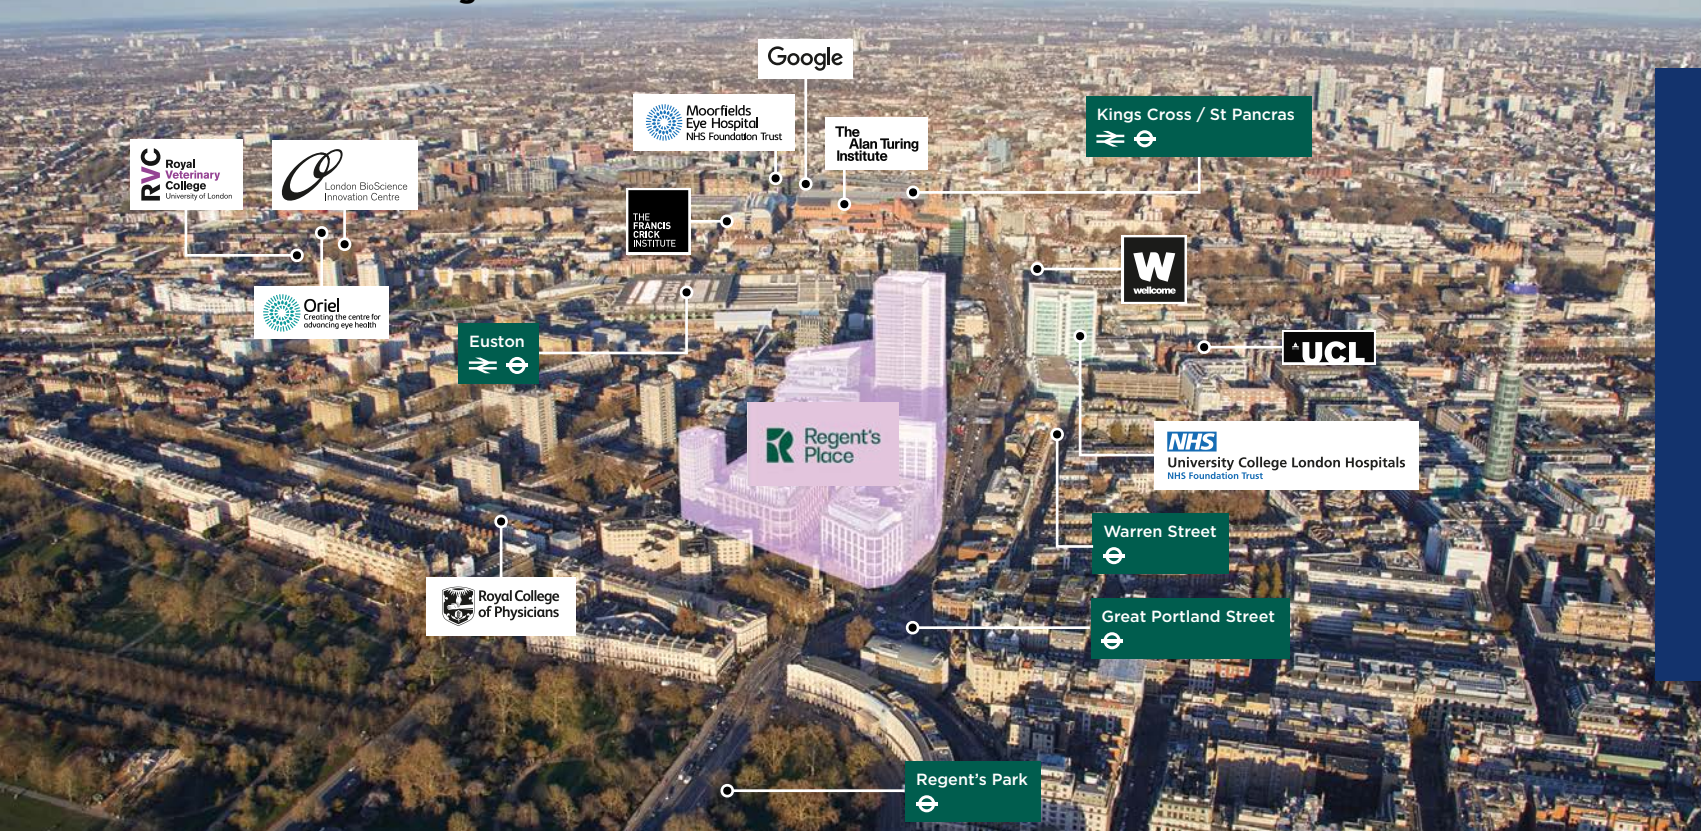 Google
Moorfields
Eye Hospital
NHS Foundation Trust
The
Alan Turing
Institute
Kings Cross / St Pancras
RVC
Royal
Veterinary
College
University of London
London BioScience
Innovation Centre
THE
FRANCIS
CRICK
INSTITUTE
W
wellcome
Oriel
Creating the centre for
advancing eye health
Euston
UCL
Regent's
Place
NHS
University College London Hospitals
NHS Foundation Trust
Warren Street
Royal College
of Physicians
Great Portland Street
Regent's Park